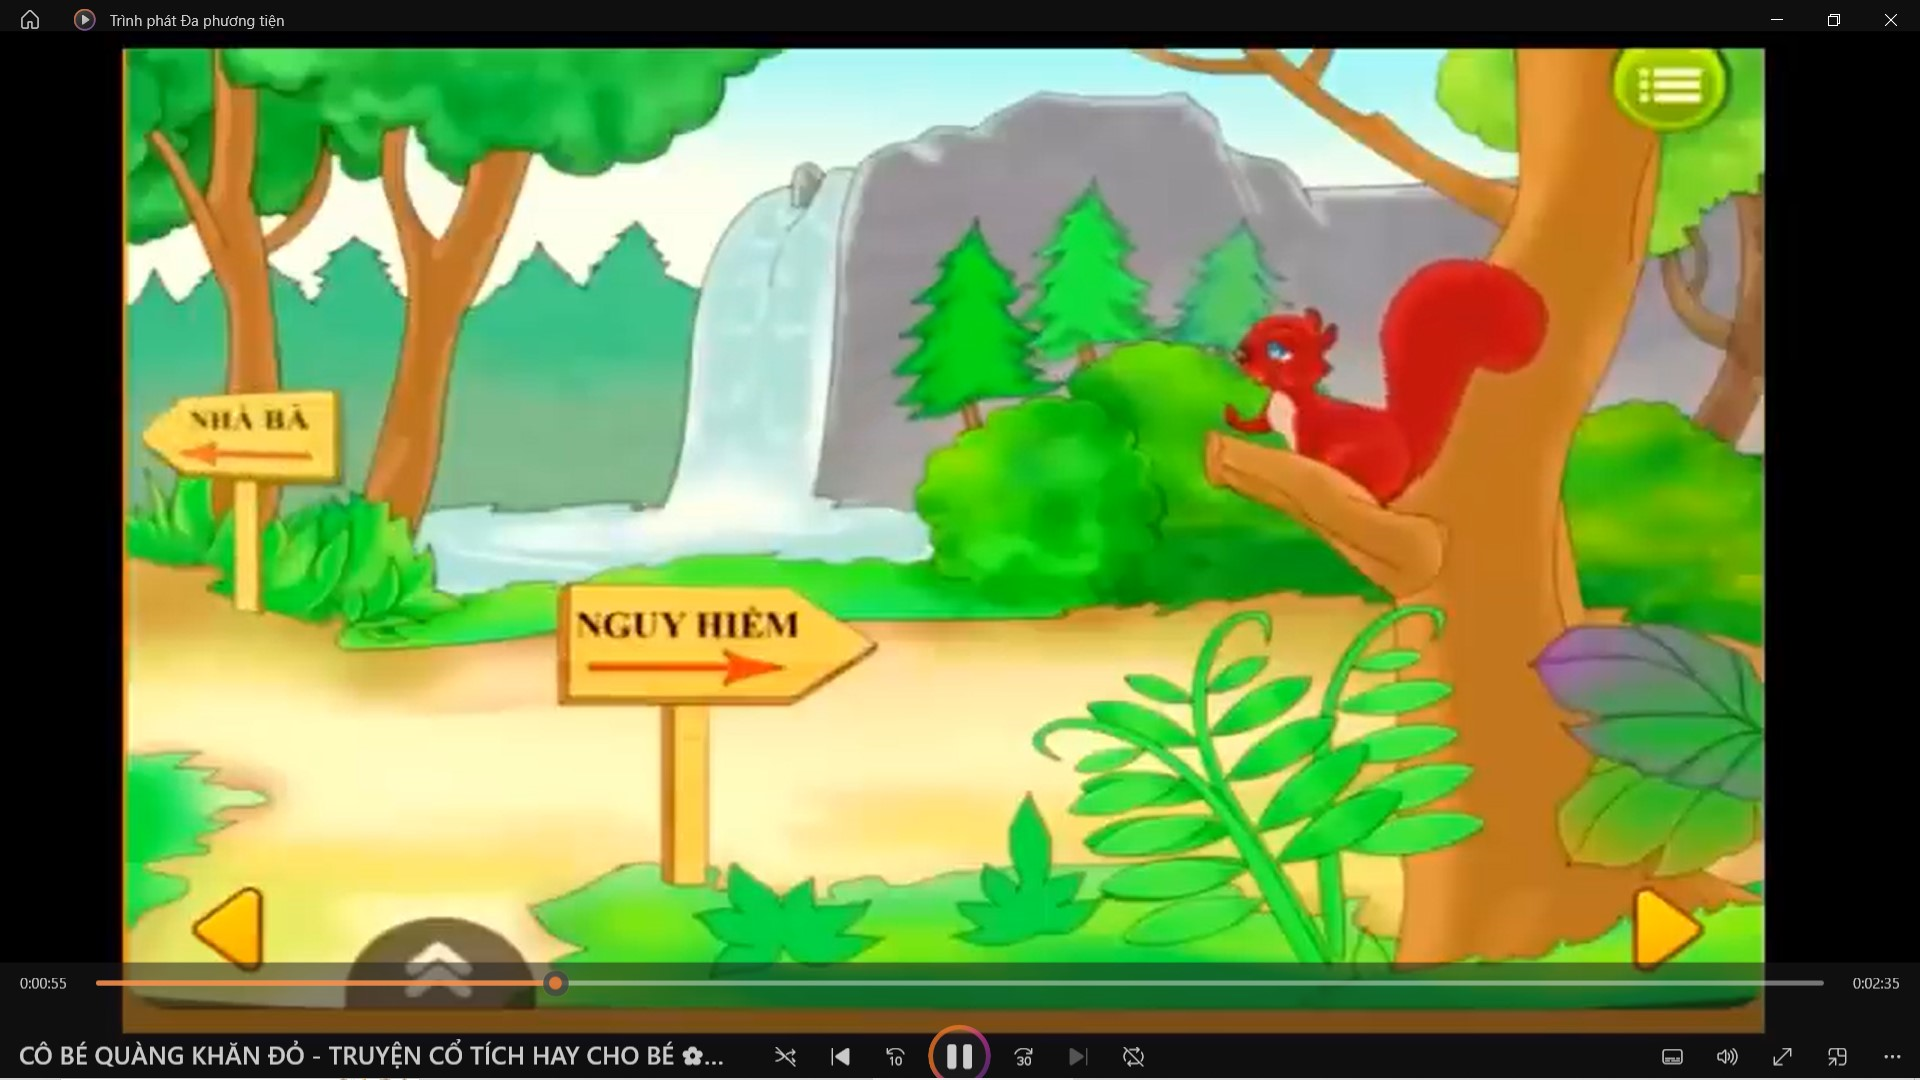 Trình phát Đa phương tiện
NHÀ BÀ
NGUY HIỂM
0:00:55
0:02:35
CÔ BÉ QUÀNG KHĂN ĐỎ - TRUYỆN CỔ TÍCH HAY CHO BÉ ✿...
10
30